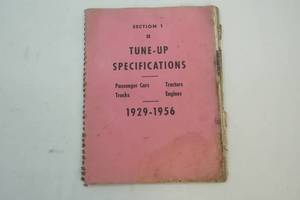 SECTION 1
TUNE-UP
SPECIFICATIONS
Passenger Cars Tractors
Trucks Engines
1929-1956